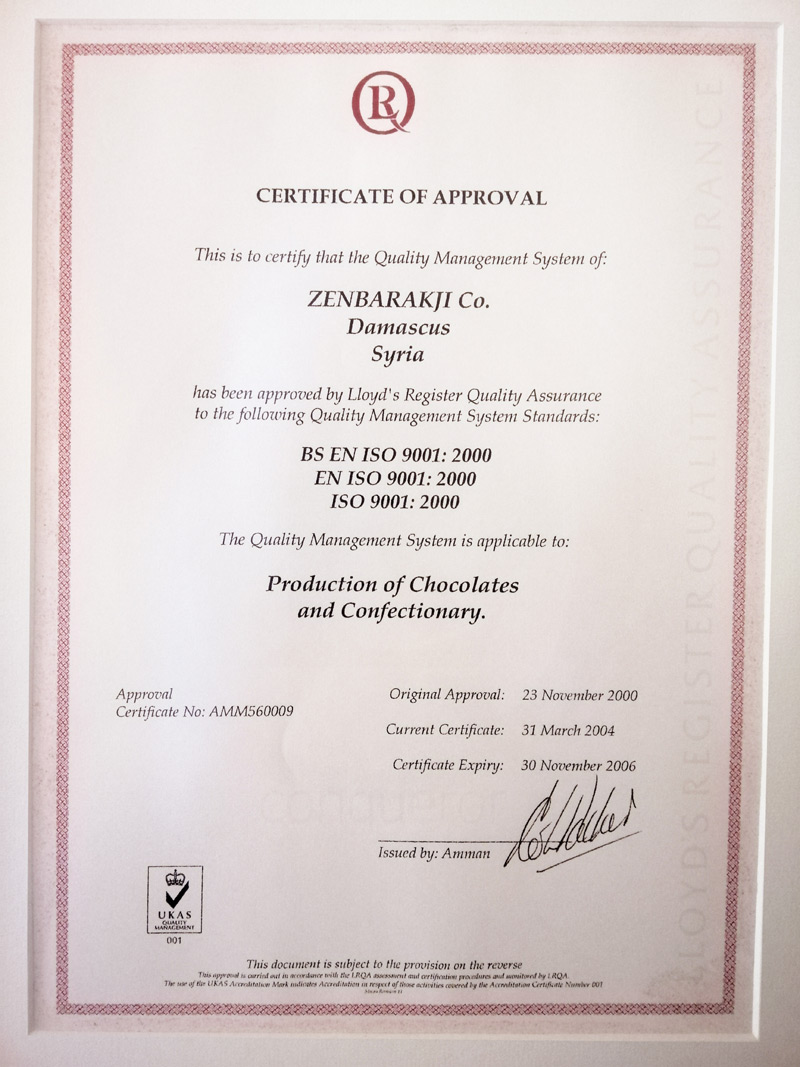 RQ
CERTIFICATE OF APPROVAL
This is to certify that the Quality Management System of:
ZENBARAKJI Co.
Damascus
Syria
has been approved by Lloyd's Register Quality Assurance
to the following Quality Management System Standards:
BS EN ISO 9001: 2000
EN ISO 9001: 2000
ISO 9001: 2000
The Quality Management System is applicable to:
Production of Chocolates
and Confectionary.
Approval
Certificate No: AMM560009
Original Approval: 23 November 2000
Current Certificate: 31 March 2004
Certificate Expiry: 30 November 2006
Issued by: Amman
UKAS
QUALITY
MANAGEMENT
001
This document is subject to the provision on the reverse
This approval is carried out in accordance with the LRQA assessment and certification procedures and monitored by LRQA.
The use of the UKAS Accreditation Mark indicates Accreditation in respect of those activities covered by the Accreditation Certificate Number 001
LLOYD'S REGISTER QUALITY ASSURANCE